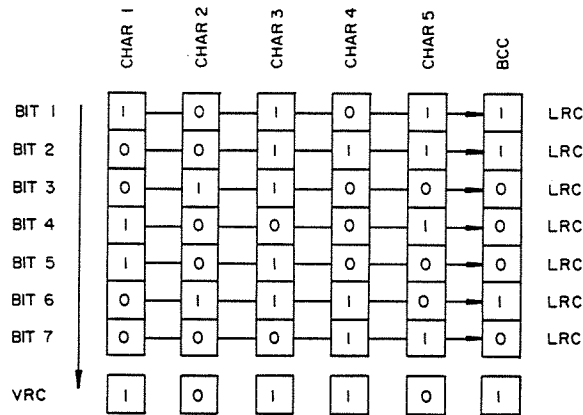 CHAR 1 CHAR 2 CHAR 3 CHAR 4 CHAR 5 BCC
BIT 1 1 0 1 0 1 1 LRC
BIT 2 0 0 1 1 1 1 LRC
BIT 3 0 1 1 0 0 0 LRC
BIT 4 1 0 0 0 1 0 LRC
BIT 5 1 0 1 0 0 0 LRC
BIT 6 0 1 1 1 0 1 LRC
BIT 7 0 0 0 1 1 0 LRC
VRC 1 0 1 1 0 1